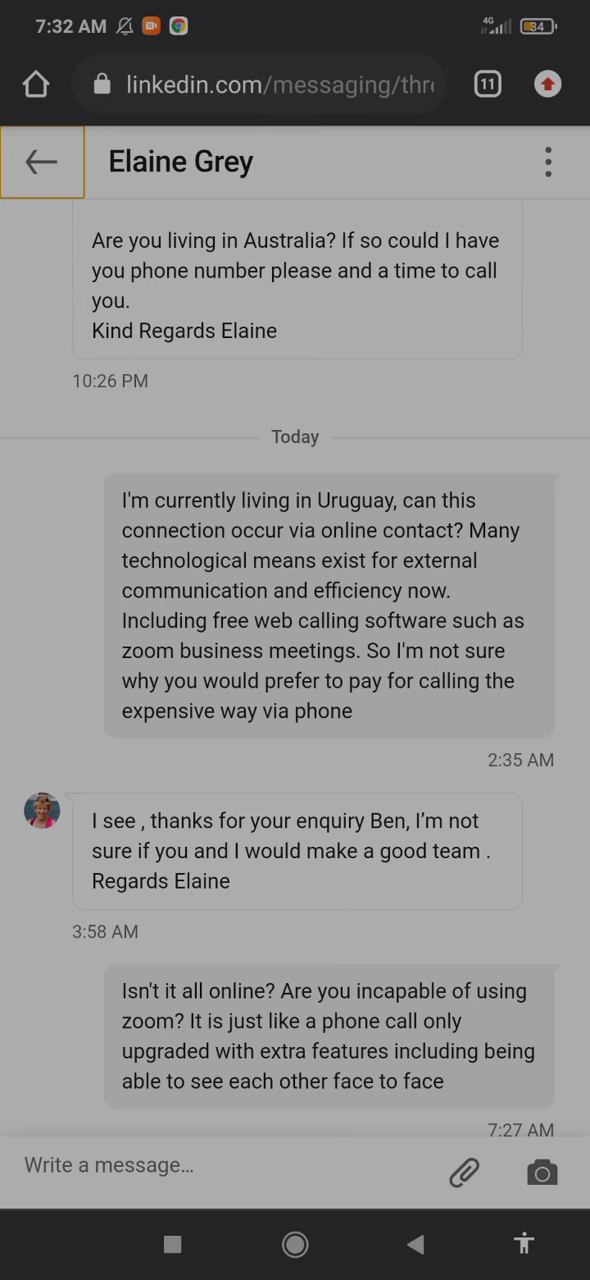 7:32 AM
4G
34
linkedin.com/messaging/thr
11
Elaine Grey
Are you living in Australia? If so could I have
you phone number please and a time to call
you.
Kind Regards Elaine
10:26 PM
Today
I'm currently living in Uruguay, can this
connection occur via online contact? Many
technological means exist for external
communication and efficiency now.
Including free web calling software such as
zoom business meetings. So I'm not sure
why you would prefer to pay for calling the
expensive way via phone
2:35 AM
I see , thanks for your enquiry Ben, I’m not
sure if you and I would make a good team .
Regards Elaine
3:58 AM
Isn't it all online? Are you incapable of using
zoom? It is just like a phone call only
upgraded with extra features including being
able to see each other face to face
7:27 AM
Write a message…